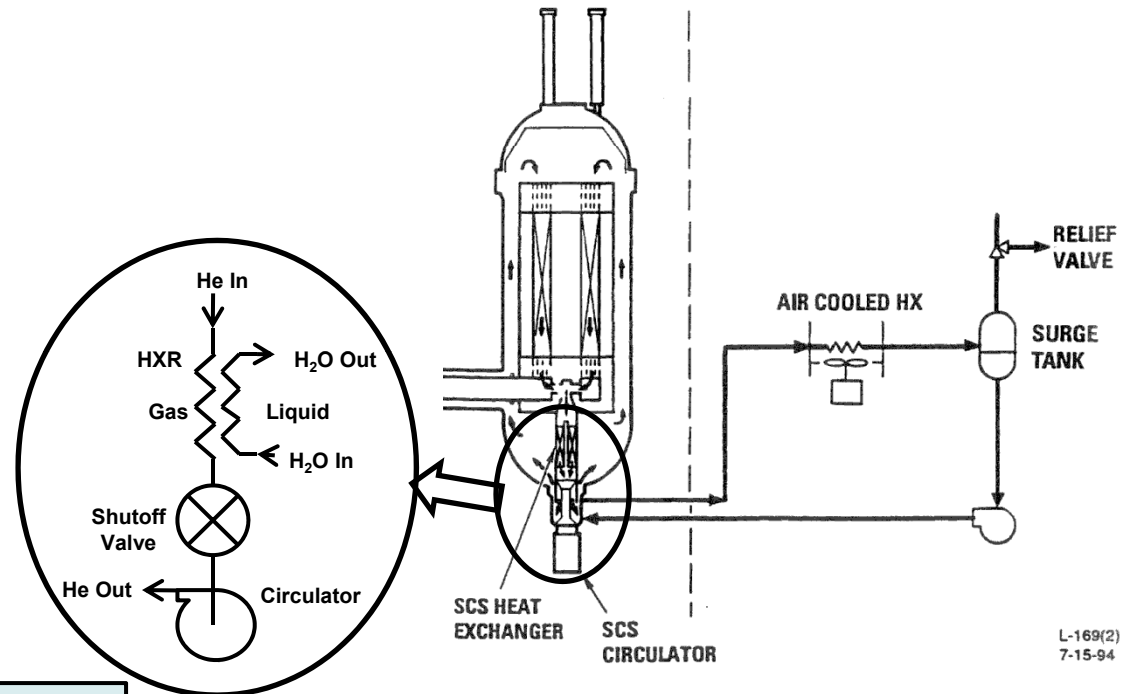 He In
HXR
H₂O Out
Gas
Liquid
H₂O In
Shutoff
Valve
He Out
Circulator
SCS HEAT
EXCHANGER
SCS
CIRCULATOR
AIR COOLED HX
RELIEF
VALVE
SURGE
TANK
L-169(2)
7-15-94